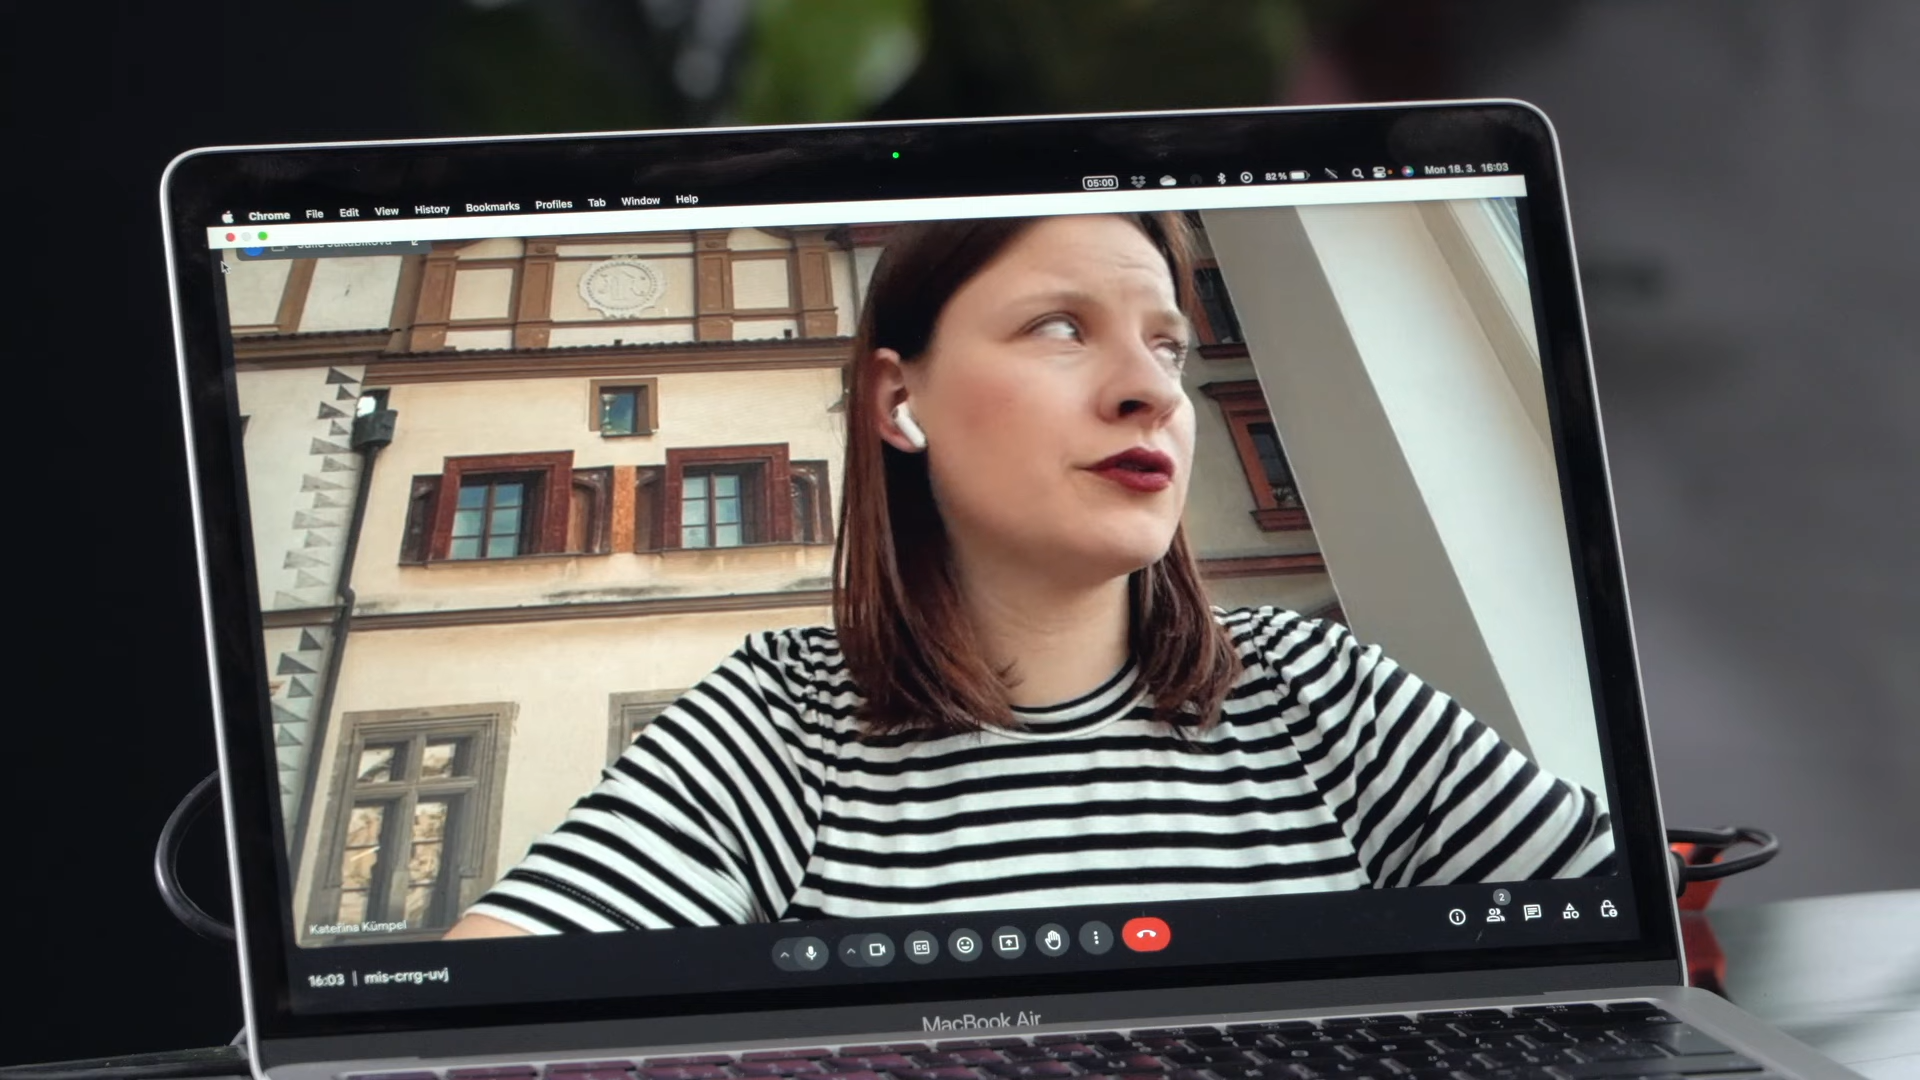 Chrome File Edit View History Bookmarks Profiles Tab Window Help
05:00 82 % Mon 18. 3. 16:03
Kateřina Kümpel
2
16:03 | mis-crrg-uvj
MacBook Air